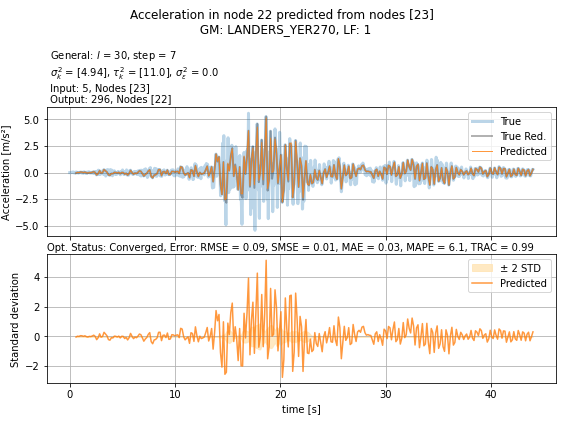 Acceleration in node 22 predicted from nodes [23]
GM: LANDERS_YER270, LF: 1
General: l = 30, step = 7
σ²ₖ = [4.94], τ²ₖ = [11.0], σ²ε = 0.0
Input: 5, Nodes [23]
Output: 296, Nodes [22]
Acceleration [m/s²]
5.0
2.5
0.0
−2.5
−5.0
True
True Red.
Predicted
Opt. Status: Converged, Error: RMSE = 0.09, SMSE = 0.01, MAE = 0.03, MAPE = 6.1, TRAC = 0.99
Standard deviation
4
2
0
−2
± 2 STD
Predicted
0
10
20
30
40
time [s]